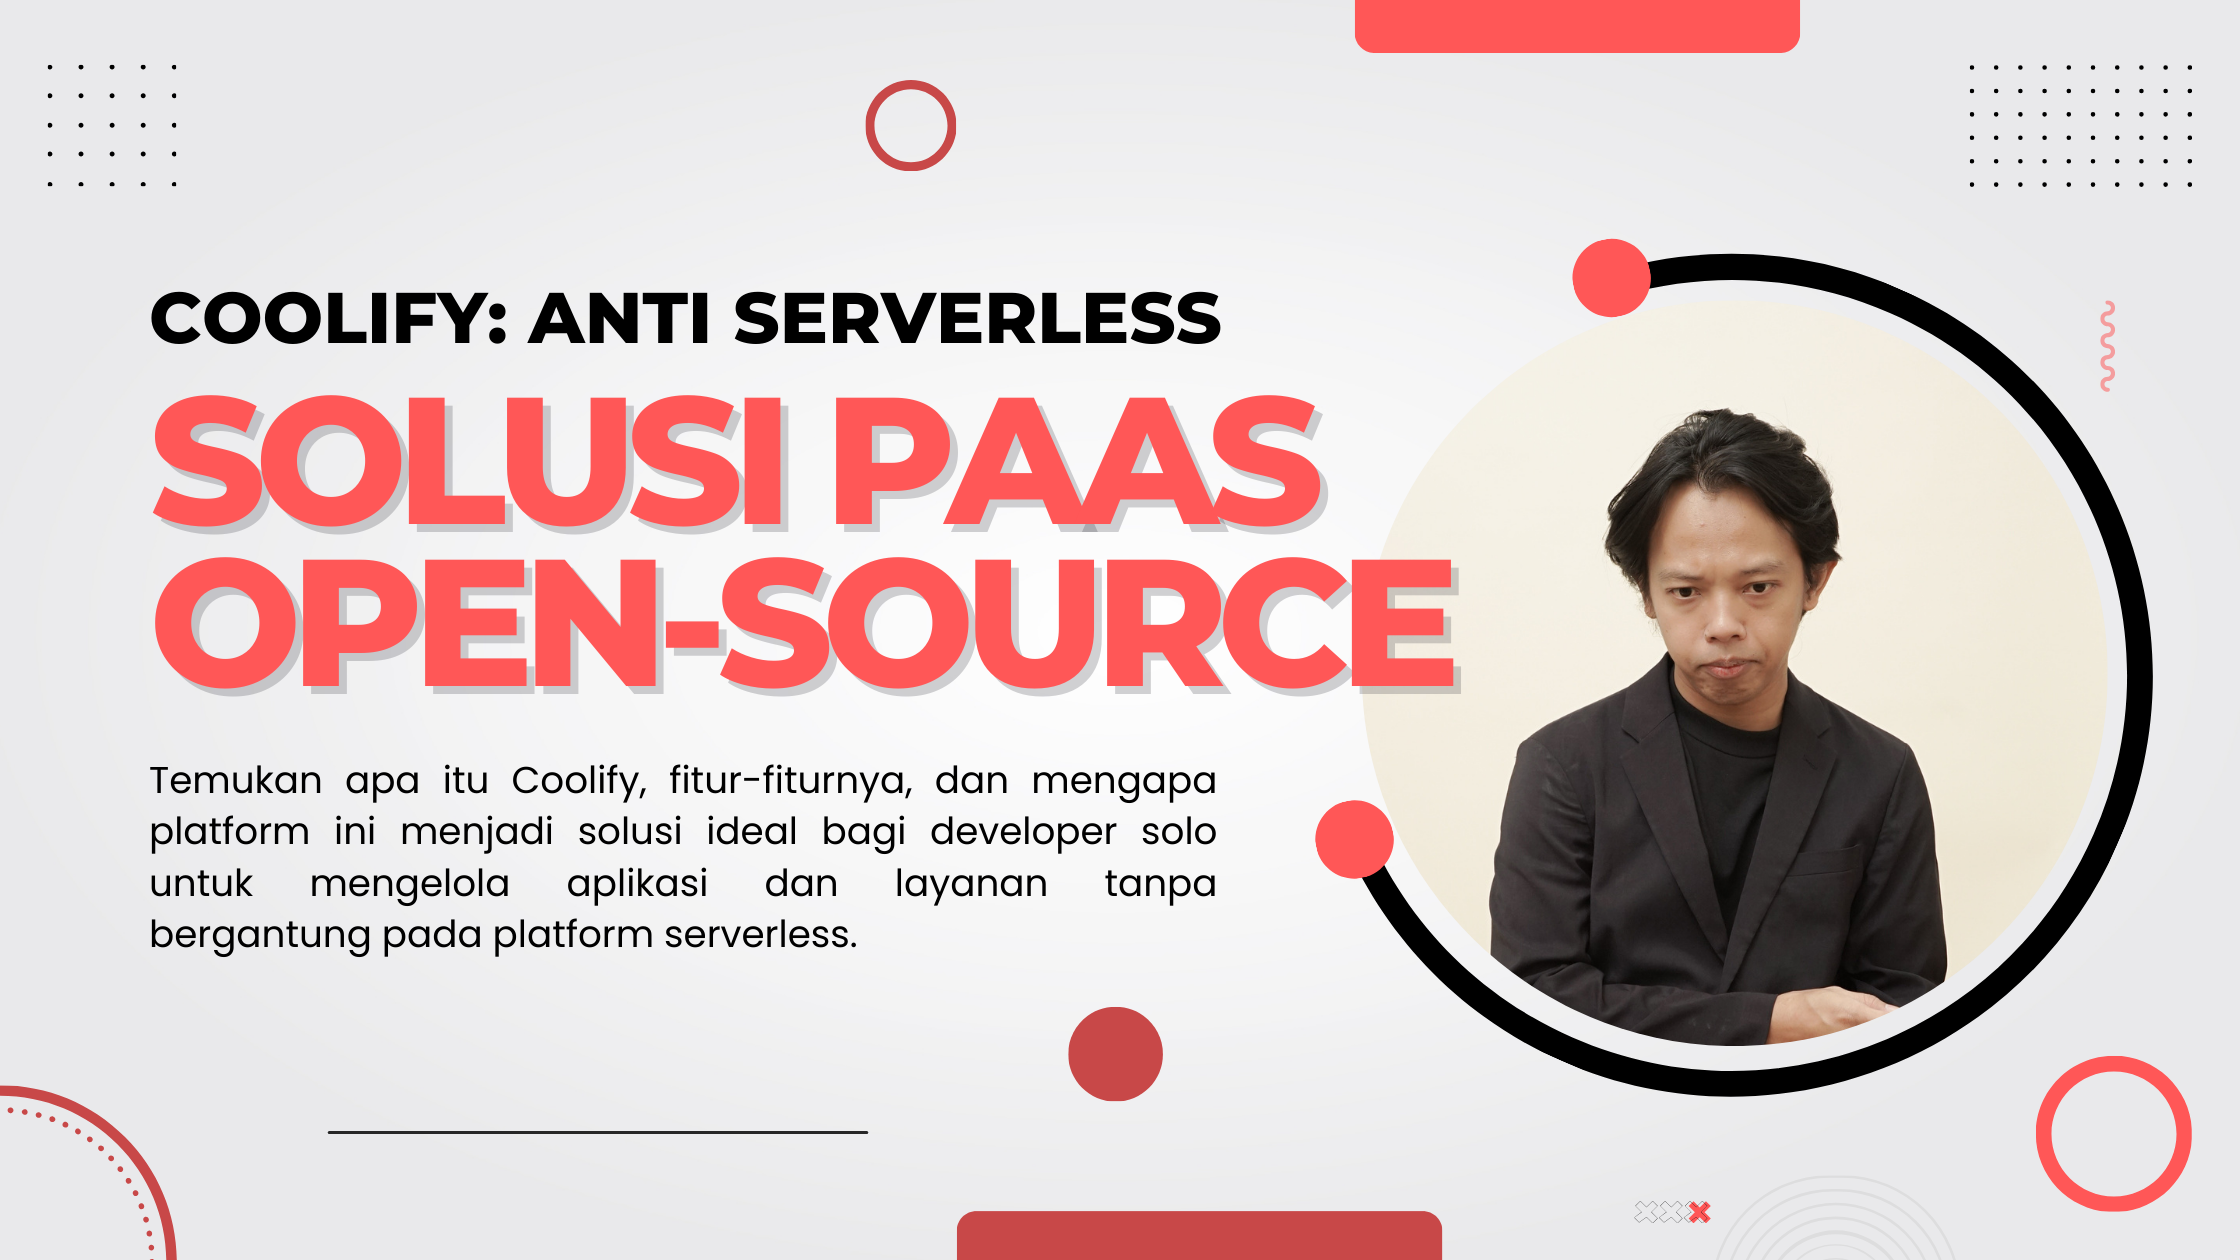 COOLIFY: ANTI SERVERLESS
SOLUSI PAAS
OPEN-SOURCE
Temukan apa itu Coolify, fitur-fiturnya, dan mengapa
platform ini menjadi solusi ideal bagi developer solo
untuk mengelola aplikasi dan layanan tanpa
bergantung pada platform serverless.